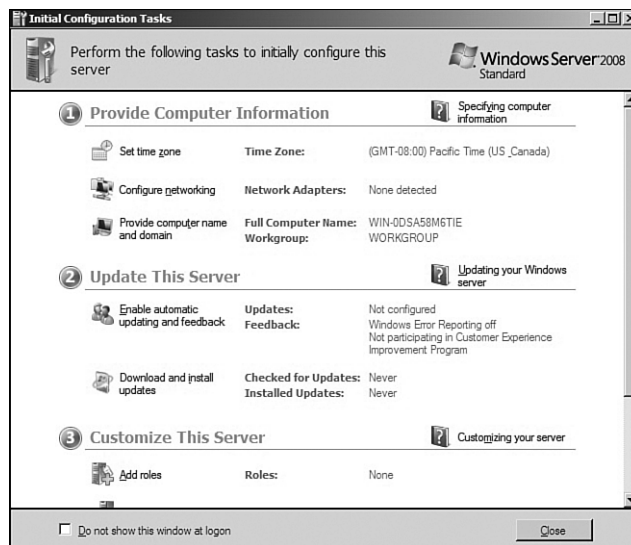 Initial Configuration Tasks
Perform the following tasks to initially configure this
server
Windows Server 2008
Standard
1 Provide Computer Information
Specifying computer
information
Set time zone
Time Zone:
(GMT-08:00) Pacific Time (US_Canada)
Configure networking
Network Adapters:
None detected
Provide computer name
and domain
Full Computer Name:
WIN-0DSA58M6TIE
Workgroup:
WORKGROUP
2 Update This Server
Updating your Windows
server
Enable automatic
updating and feedback
Updates:
Not configured
Feedback:
Windows Error Reporting off
Not participating in Customer Experience
Improvement Program
Download and install
updates
Checked for Updates:
Never
Installed Updates:
Never
3 Customize This Server
Customizing your server
Add roles
Roles:
None
Do not show this window at logon
Close